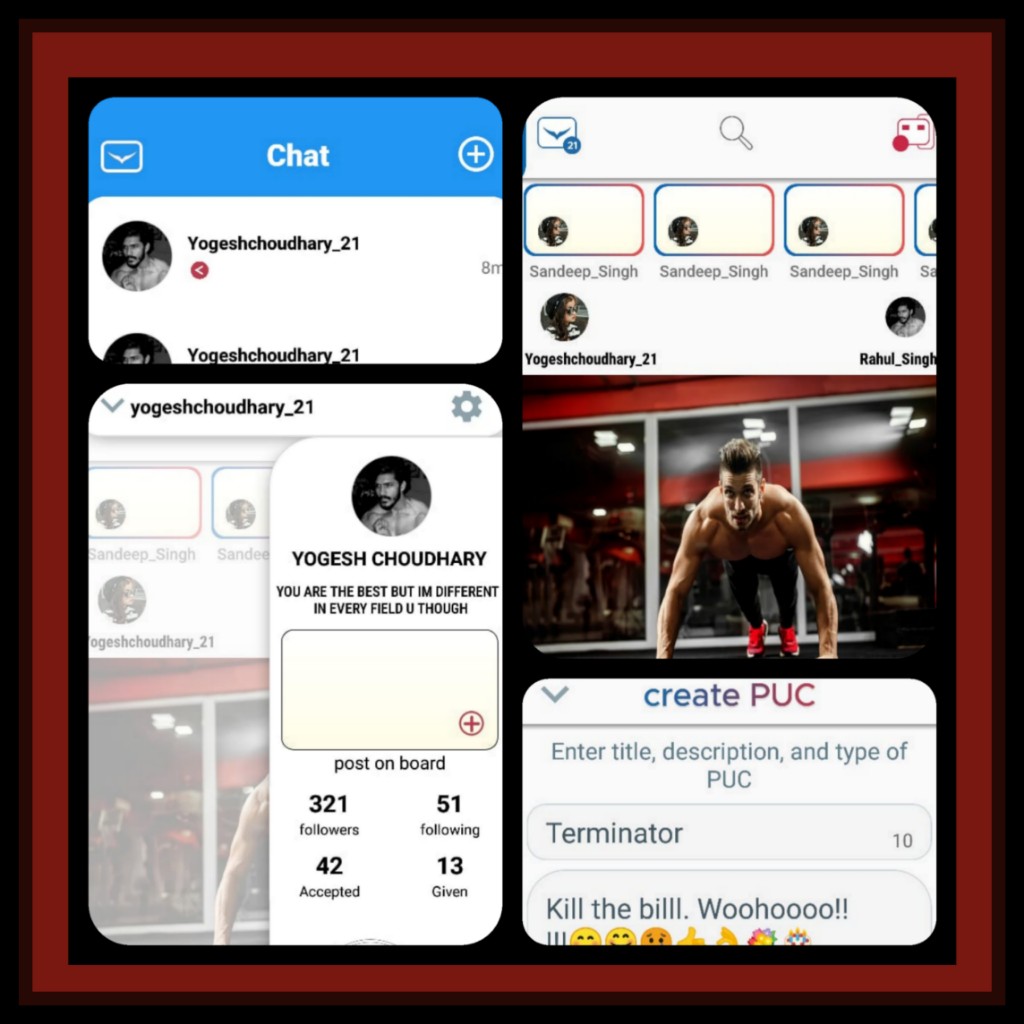 Chat
Yogeshchoudhary_21
8m
Yogeshchoudhary_21
yogeshchoudhary_21
Sandeep_Singh
Sandee
ogeshchoudhary_21
YOGESH CHOUDHARY
YOU ARE THE BEST BUT IM DIFFERENT
IN EVERY FIELD U THOUGH
post on board
321 51
followers following
42 13
Accepted Given
21
Sandeep_Singh Sandeep_Singh Sandeep_Singh Sa
Yogeshchoudhary_21 Rahul_Singh
create PUC
Enter title, description, and type of
PUC
Terminator 10
Kill the billl. Woohoooo!!
!!!😊😊🤬👍👌💐🎊